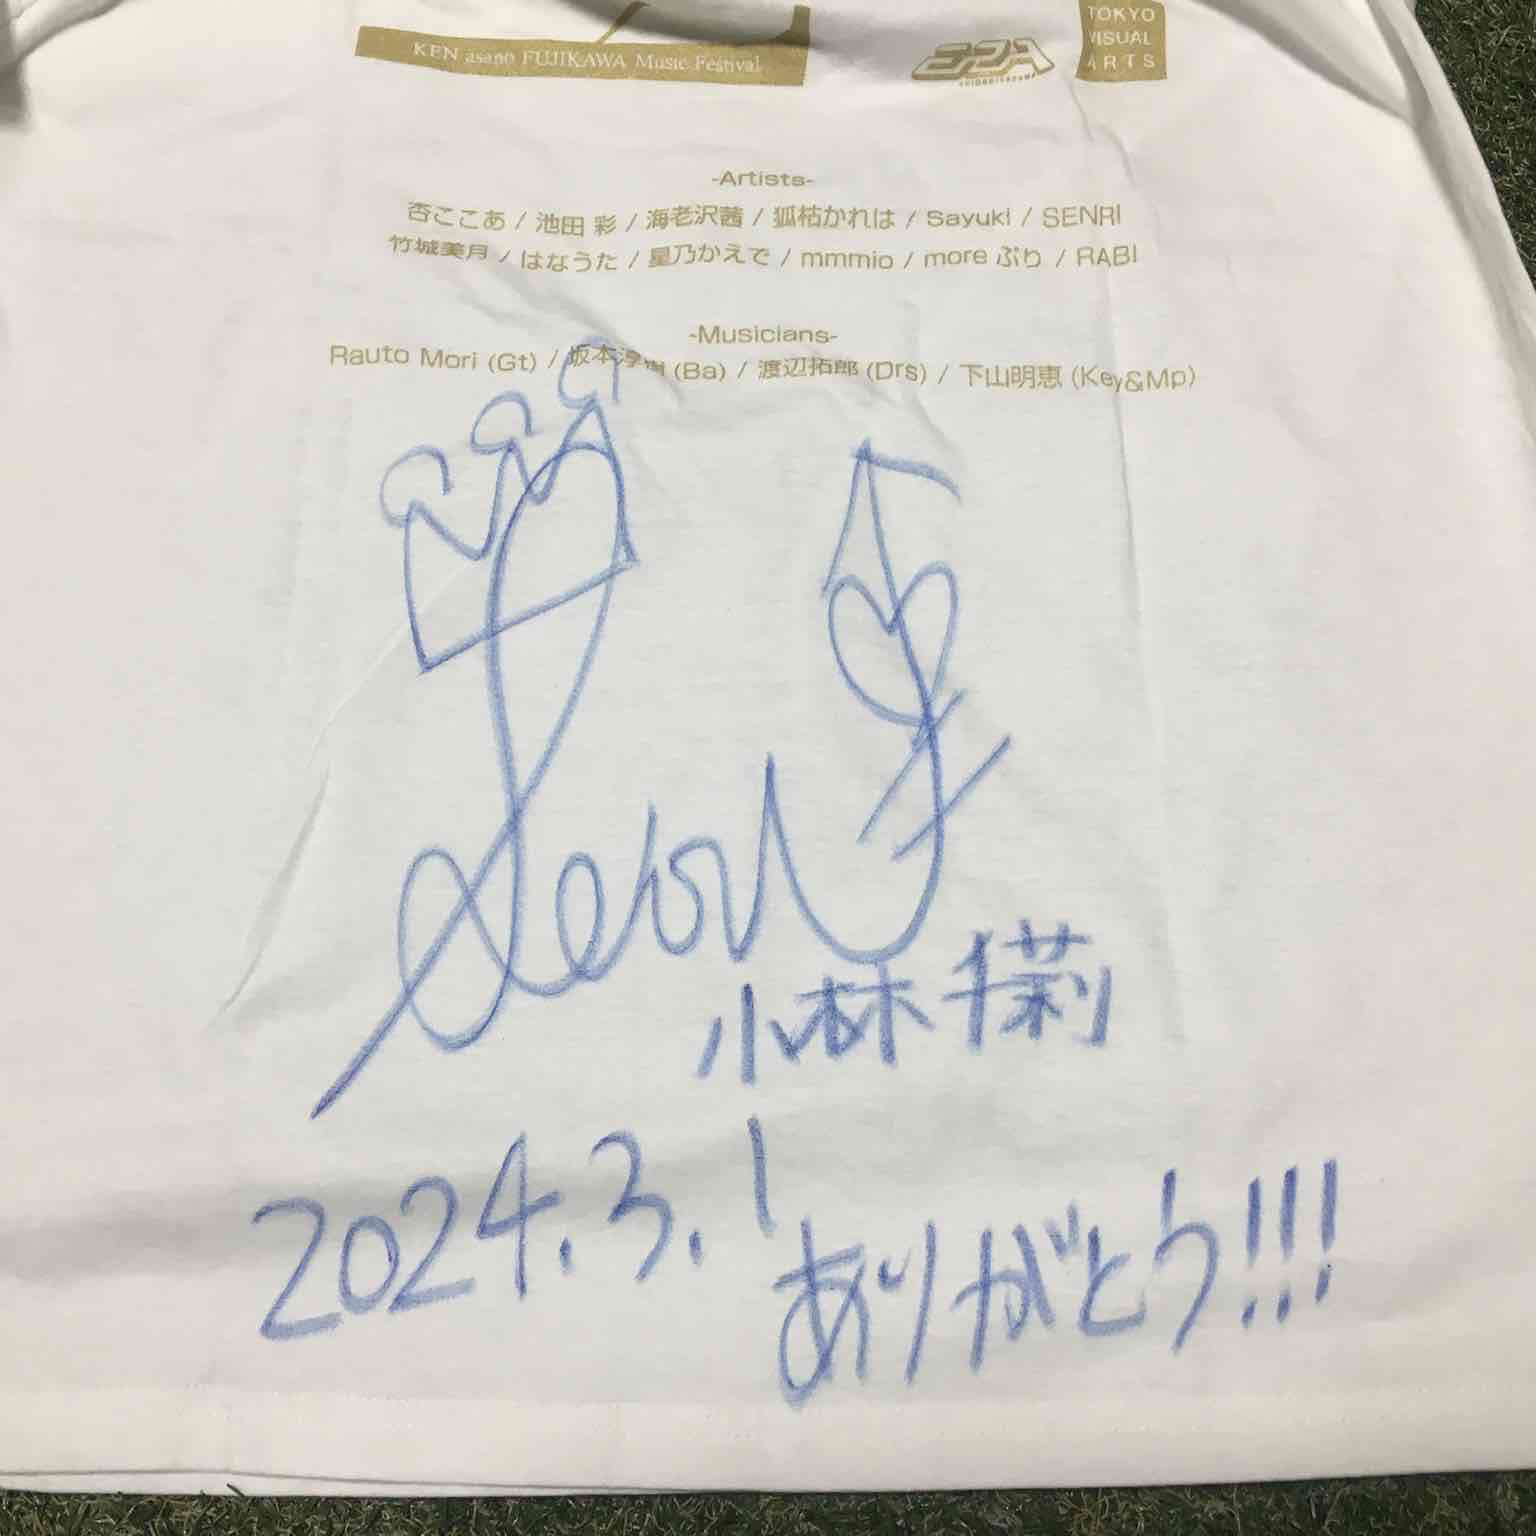 KEN asano FUJIKAWA Music Festival
TOKYO
VISUAL
ARTS
-Artists-
杏ここあ / 池田 彩 / 海老沢茜 / 狐枯かれは / Sayuki / SENRI
竹城美月 / はなうた / 星乃かえで / mmmio / more ぷり / RABI
-Musicians-
Rauto Mori (Gt) / 坂本淳 (Ba) / 渡辺拓郎 (Drs) / 下山明恵 (Key&Mp)
小林千莉
2024.3.1
ありがとう!!!